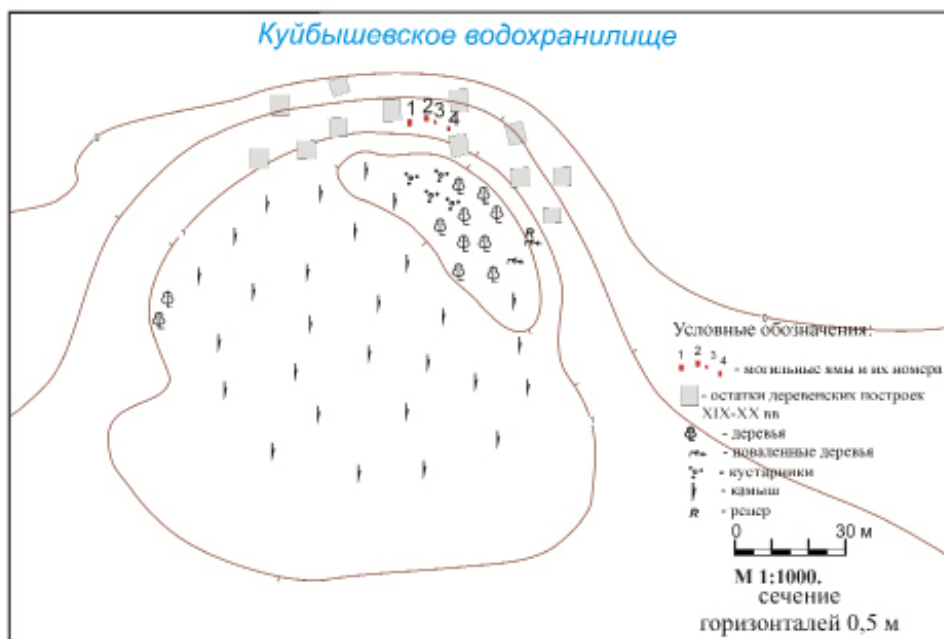 Куйбышевское водохранилище
1 2 3 4
R
Условные обозначения:
1 2 3 4
- могильные ямы и их номера
- остатки деревенских построек
XIX-XX вв
- деревья
- поваленные деревья
- кустарники
- камыш
R - репер
0 30 м
М 1:1000.
сечение
горизонталей 0,5 м